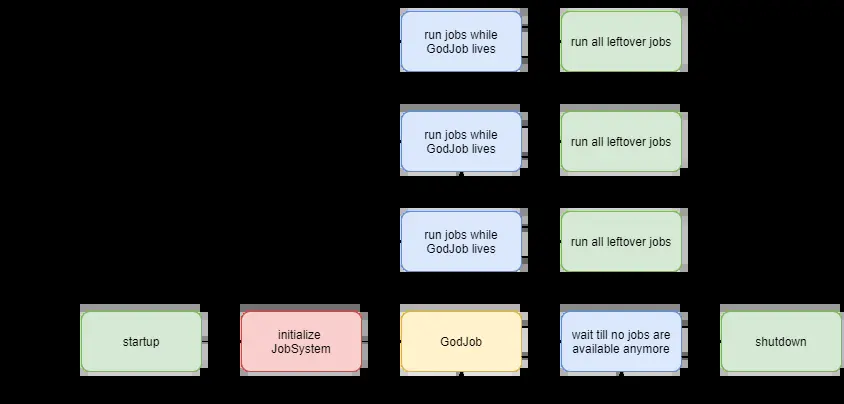 run jobs while
GodJob lives
run all leftover jobs
run jobs while
GodJob lives
run all leftover jobs
run jobs while
GodJob lives
run all leftover jobs
startup
initialize
JobSystem
GodJob
wait till no jobs are
available anymore
shutdown